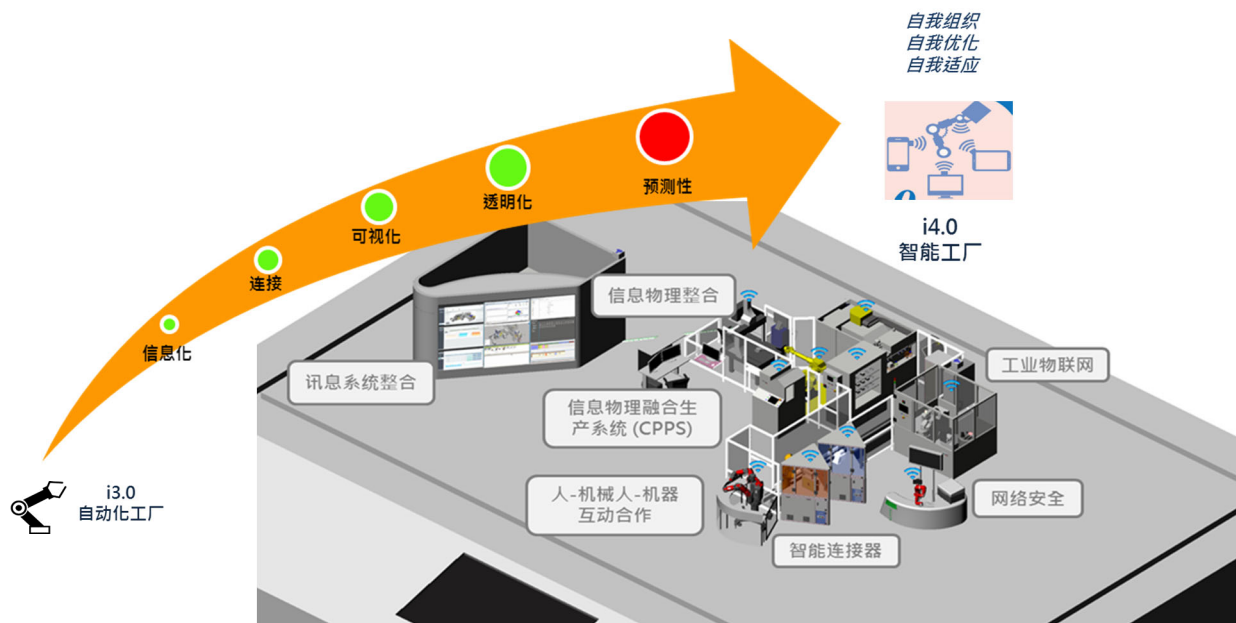 自我组织
自我优化
自我适应
i4.0
智能工厂
预测性
透明化
可视化
连接
信息化
i3.0
自动化工厂
信息物理整合
讯息系统整合
工业物联网
信息物理融合生
产系统 (CPPS)
人-机械人-机器
互动合作
网络安全
智能连接器